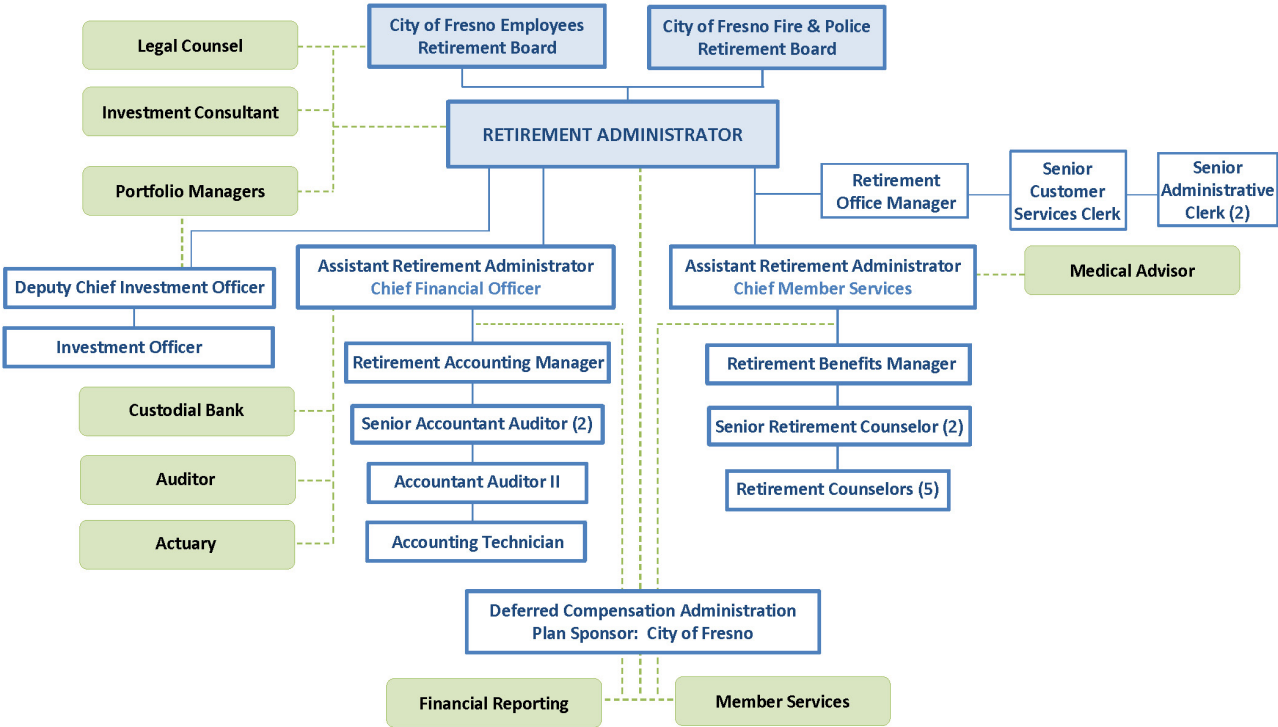 City of Fresno Employees
Retirement Board
City of Fresno Fire & Police
Retirement Board
Legal Counsel
Investment Consultant
RETIREMENT ADMINISTRATOR
Portfolio Managers
Retirement
Office Manager
Senior
Customer
Services Clerk
Senior
Administrative
Clerk (2)
Deputy Chief Investment Officer
Assistant Retirement Administrator
Chief Financial Officer
Assistant Retirement Administrator
Chief Member Services
Medical Advisor
Investment Officer
Retirement Accounting Manager
Retirement Benefits Manager
Custodial Bank
Senior Accountant Auditor (2)
Senior Retirement Counselor (2)
Auditor
Accountant Auditor II
Retirement Counselors (5)
Actuary
Accounting Technician
Deferred Compensation Administration
Plan Sponsor: City of Fresno
Financial Reporting
Member Services